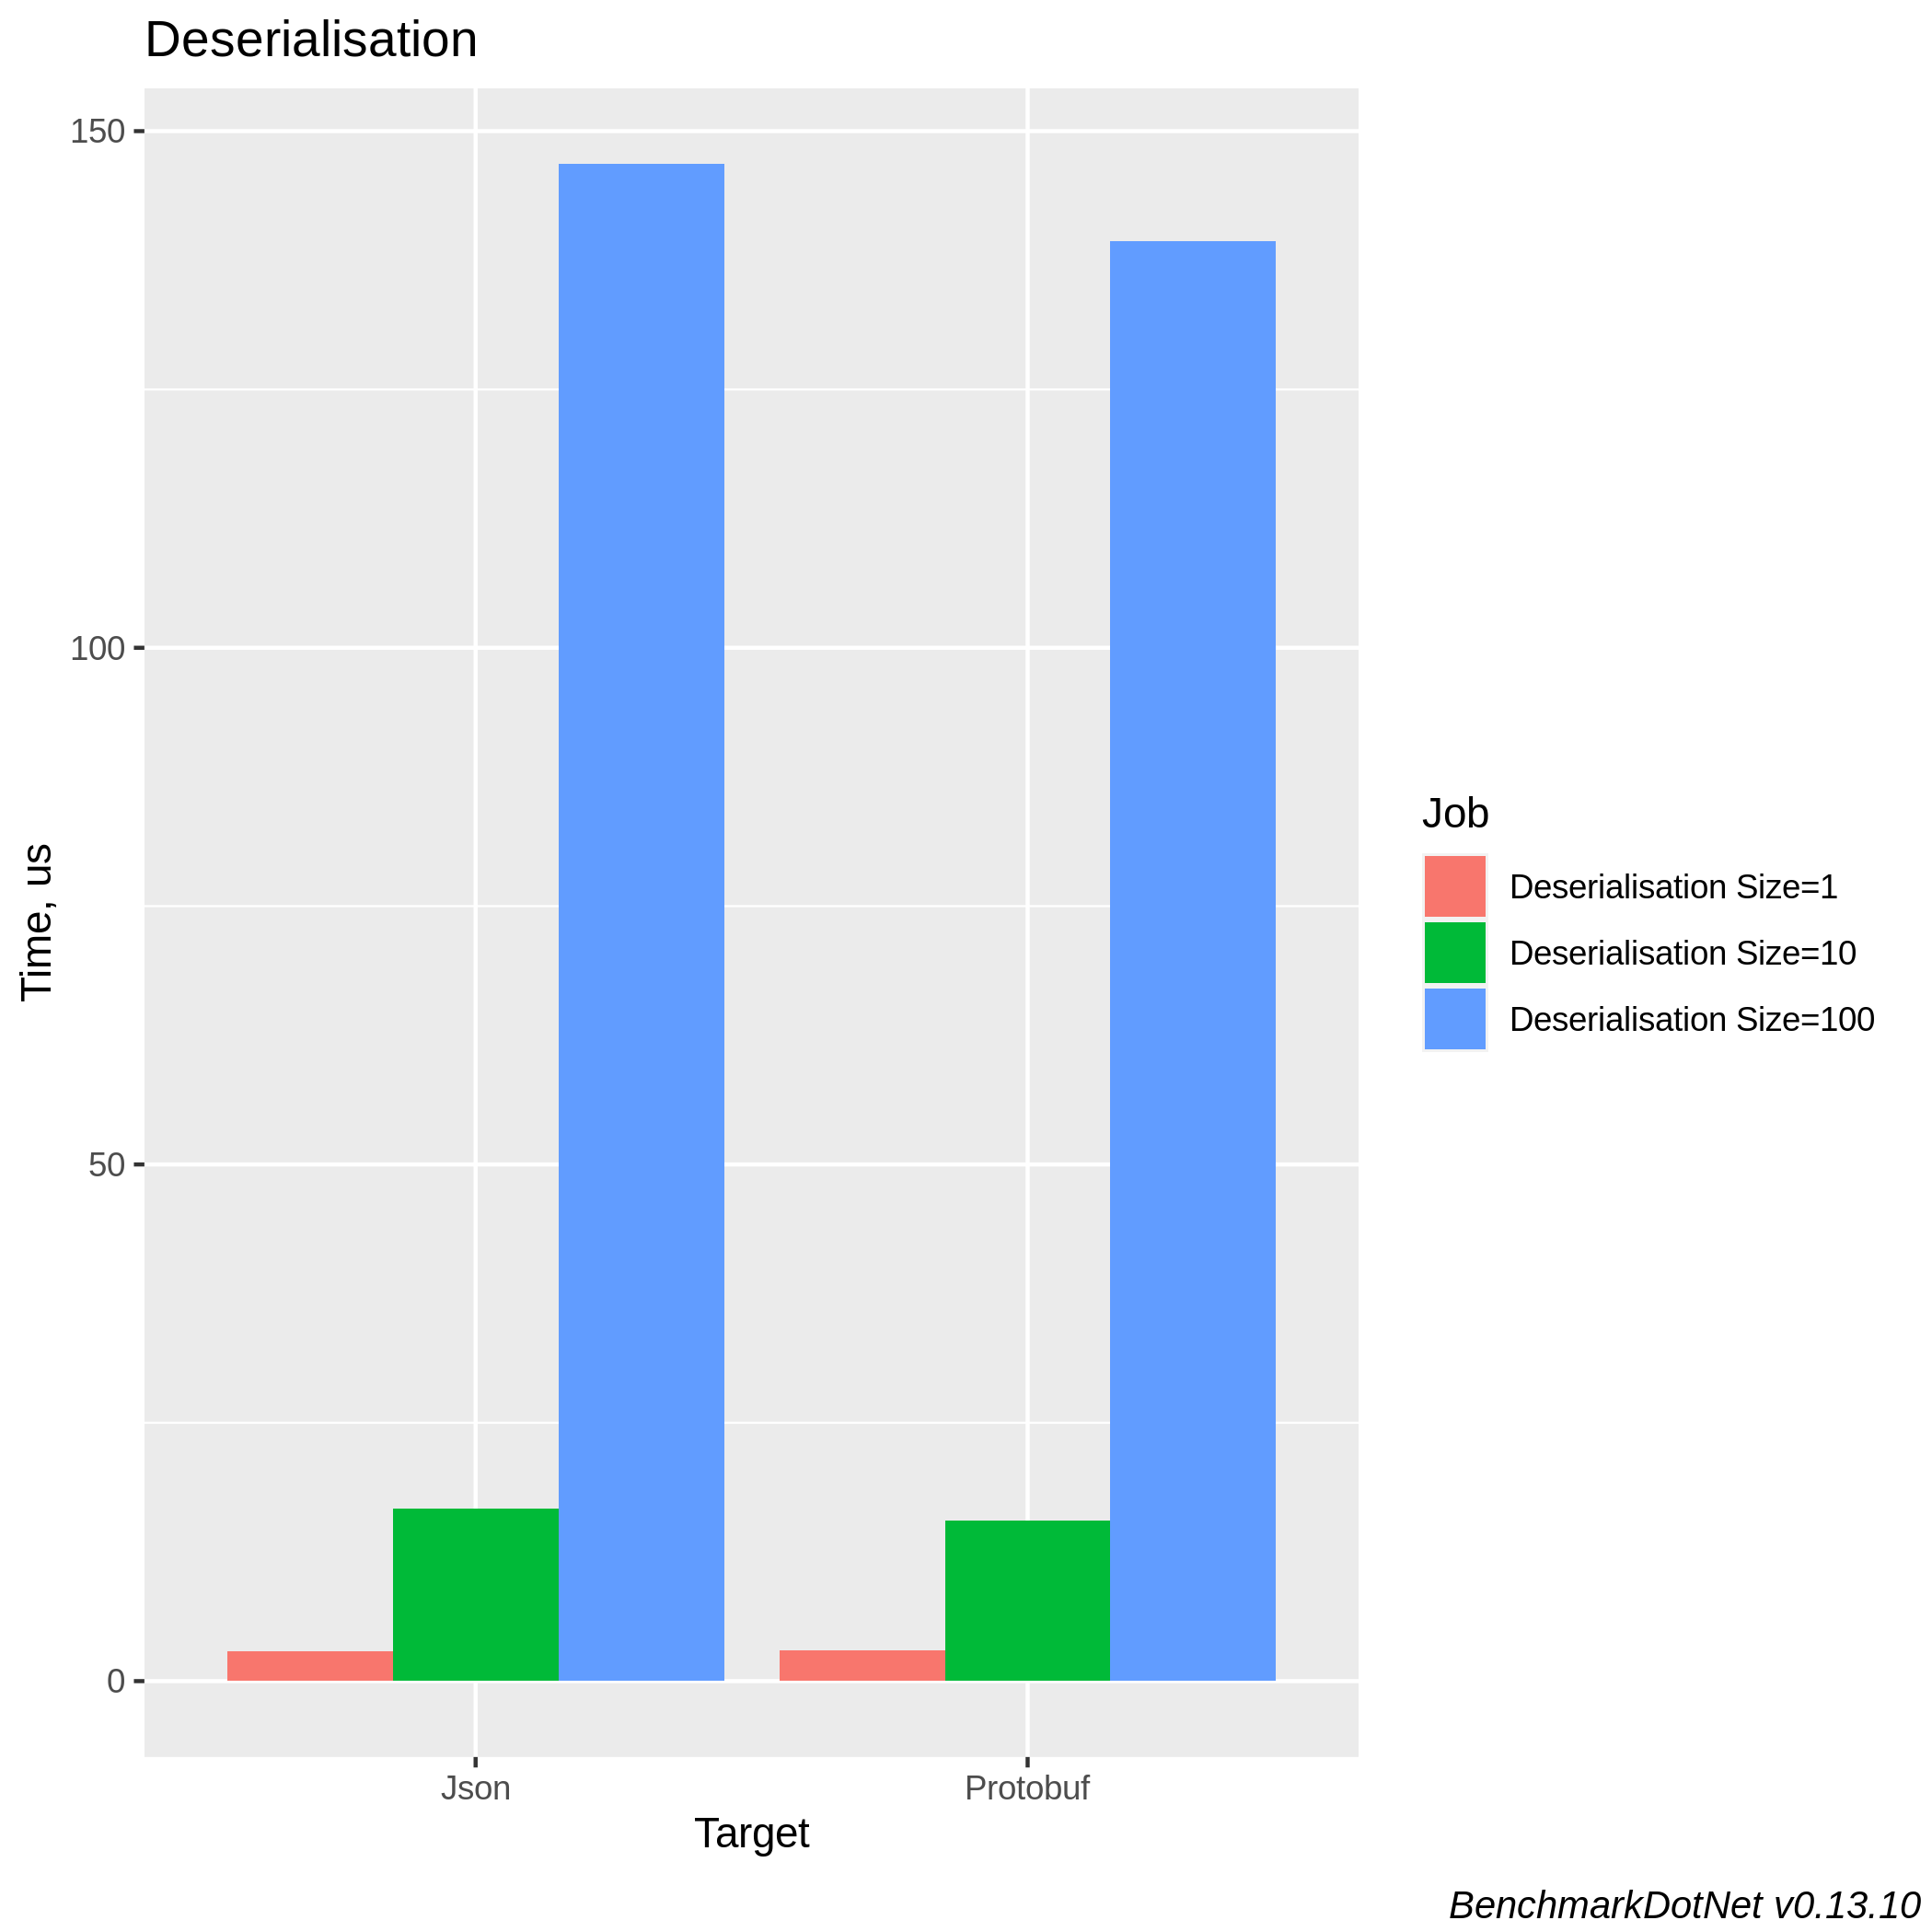 Deserialisation
150
100
50
0
Time, us
Json
Protobuf
Target
Job
Deserialisation Size=1
Deserialisation Size=10
Deserialisation Size=100
BenchmarkDotNet v0.13.10